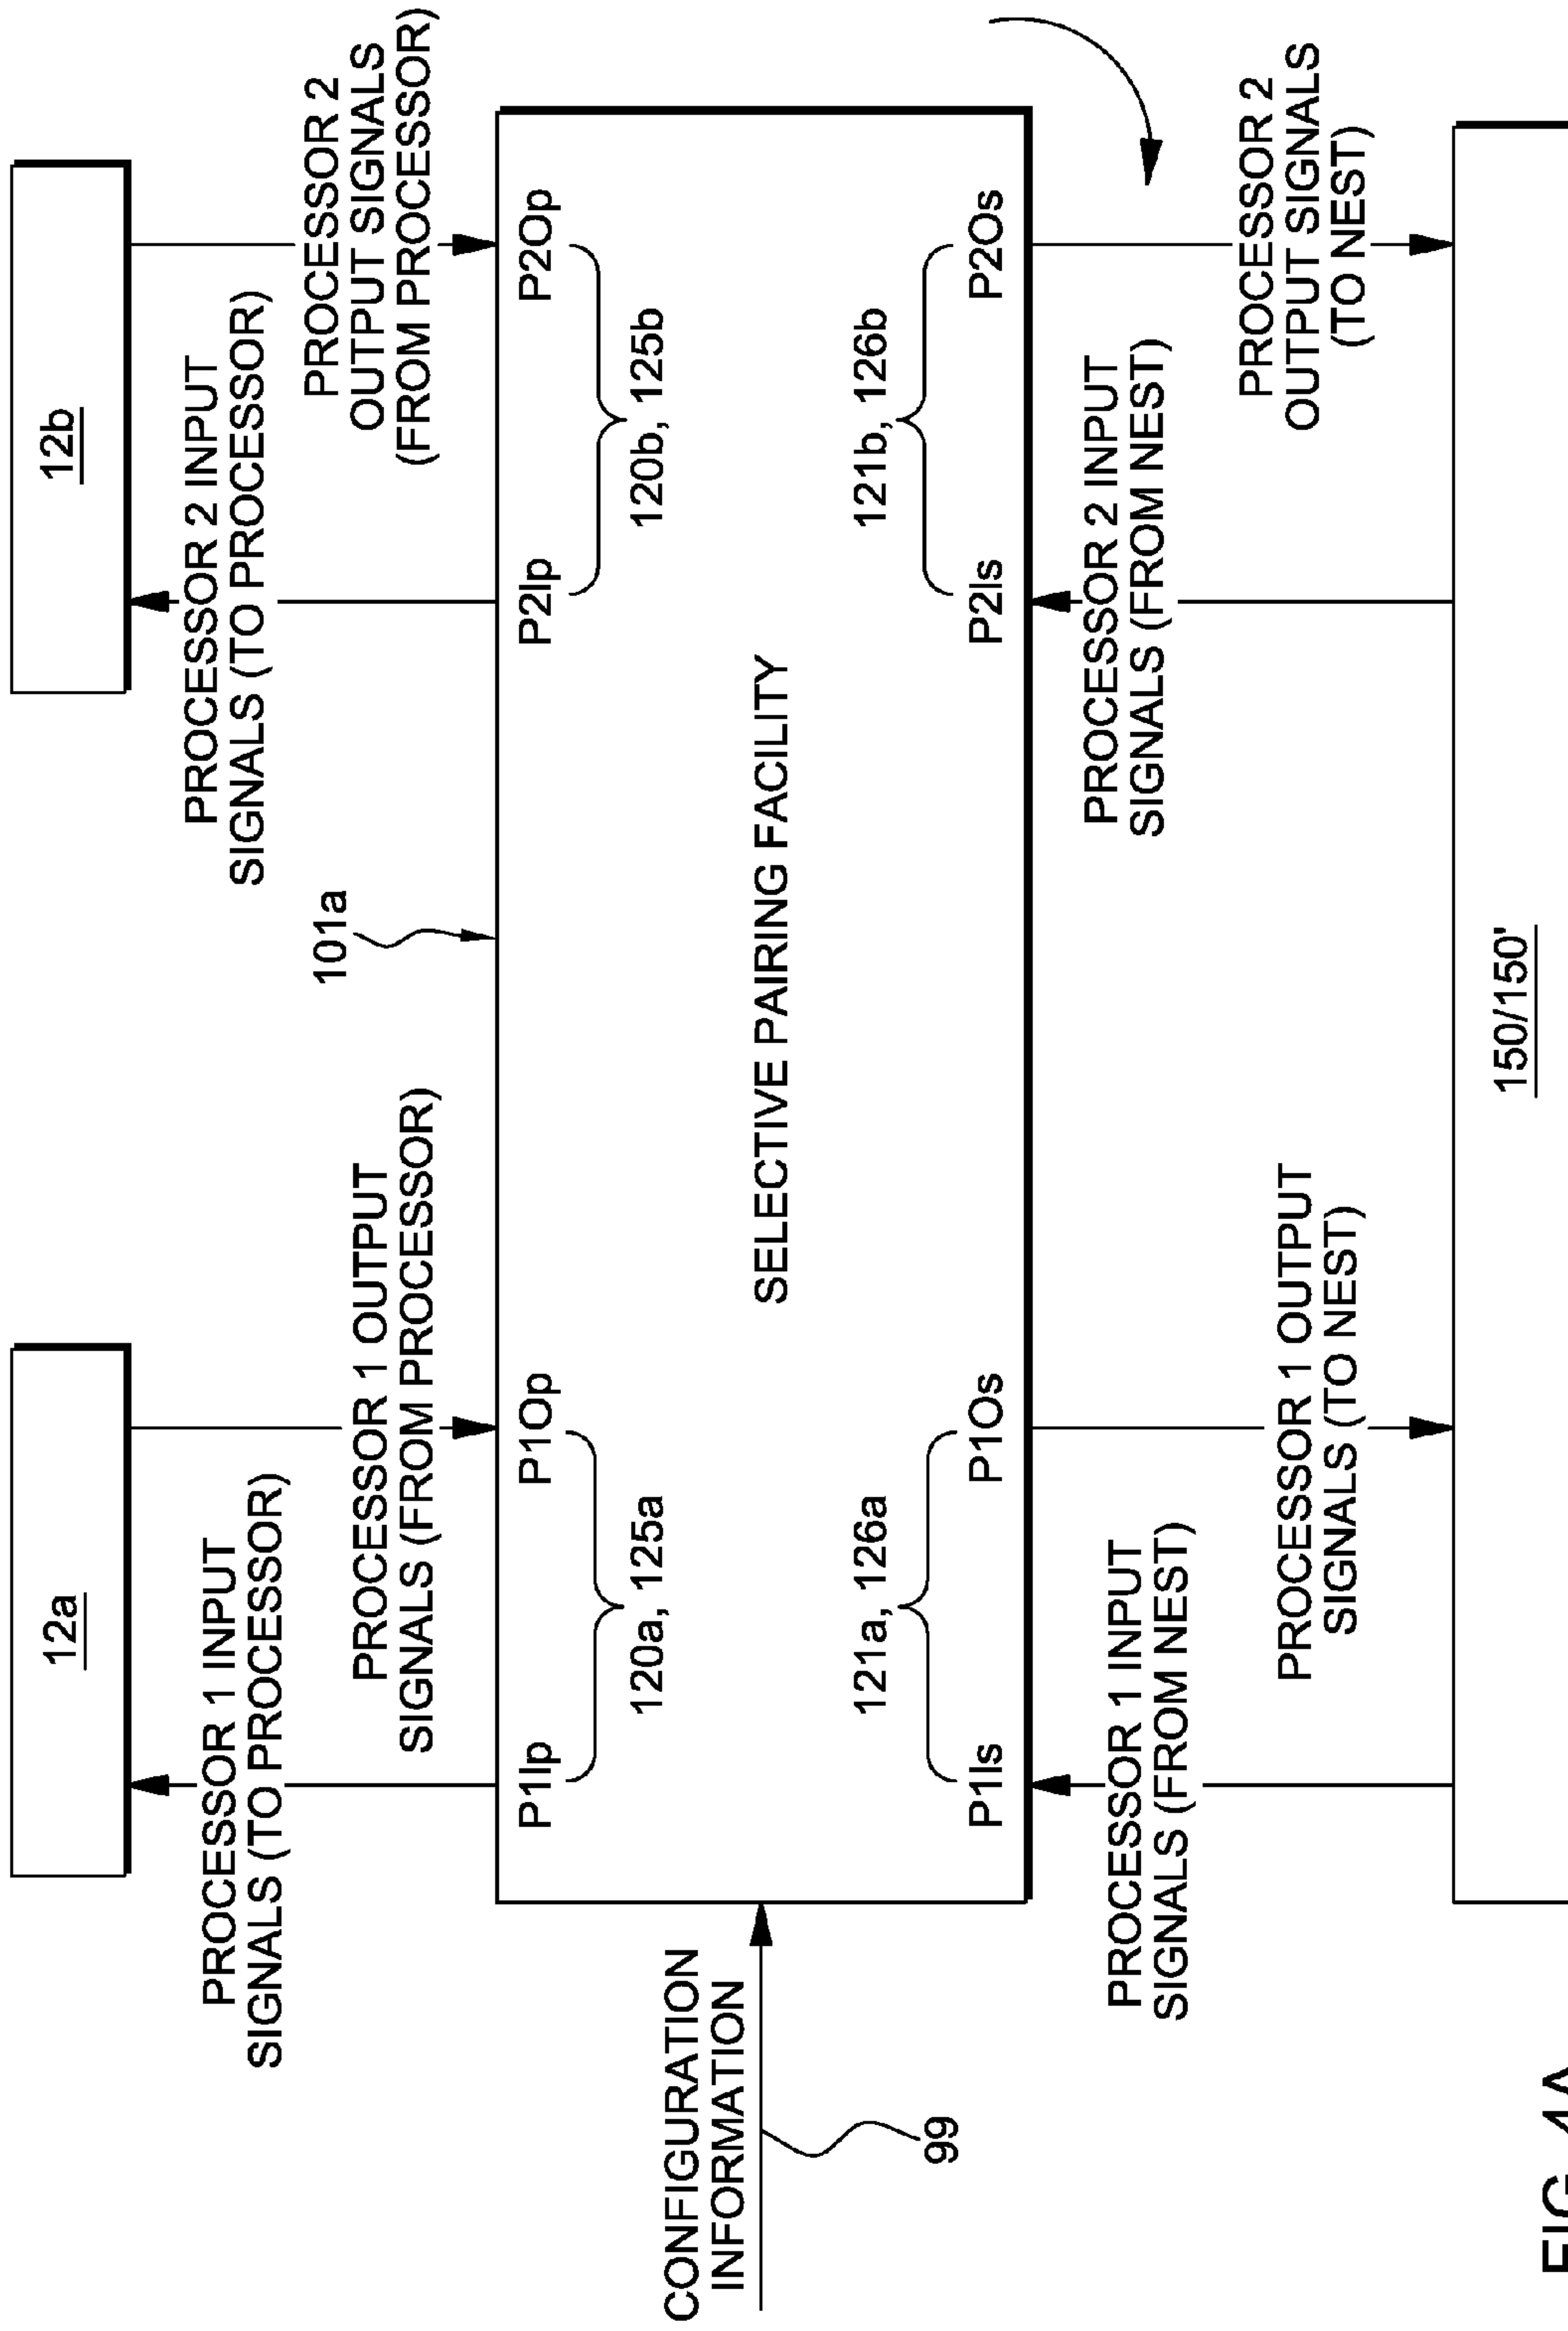 12a
12b
PROCESSOR 1 INPUT
SIGNALS (TO PROCESSOR)
PROCESSOR 1 OUTPUT
SIGNALS (FROM PROCESSOR)
101a
PROCESSOR 2 INPUT
SIGNALS (TO PROCESSOR)
PROCESSOR 2
OUTPUT SIGNALS
(FROM PROCESSOR)
P1Ip
P1Op
P2Ip
P2Op
120a, 125a
120b, 125b
CONFIGURATION
INFORMATION
99
SELECTIVE PAIRING FACILITY
121a, 126a
121b, 126b
P1Is
P1Os
P2Is
P2Os
PROCESSOR 1 INPUT
SIGNALS (FROM NEST)
PROCESSOR 1 OUTPUT
SIGNALS (TO NEST)
PROCESSOR 2 INPUT
SIGNALS (FROM NEST)
PROCESSOR 2
OUTPUT SIGNALS
(TO NEST)
150/150'
FIG. 4A